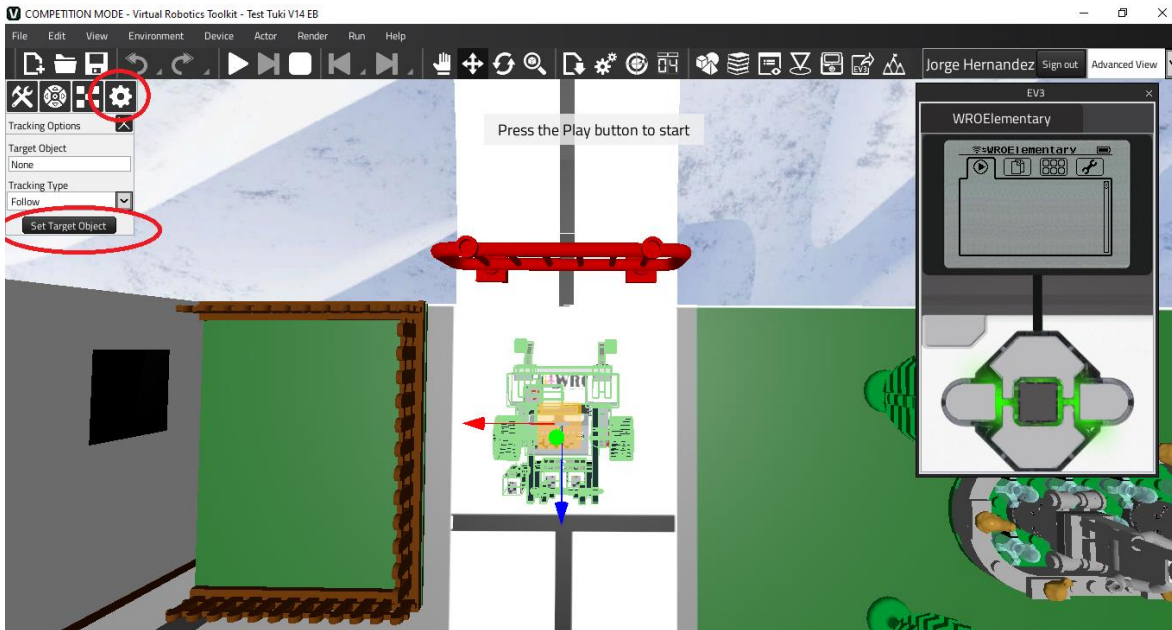 COMPETITION MODE - Virtual Robotics Toolkit - Test Tuki V14 EB
File Edit View Environment Device Actor Render Run Help
Jorge Hernandez Sign out Advanced View
EV3
WROElementary
Tracking Options
Target Object
None
Tracking Type
Follow
Set Target Object
Press the Play button to start
WROElementary
WRO